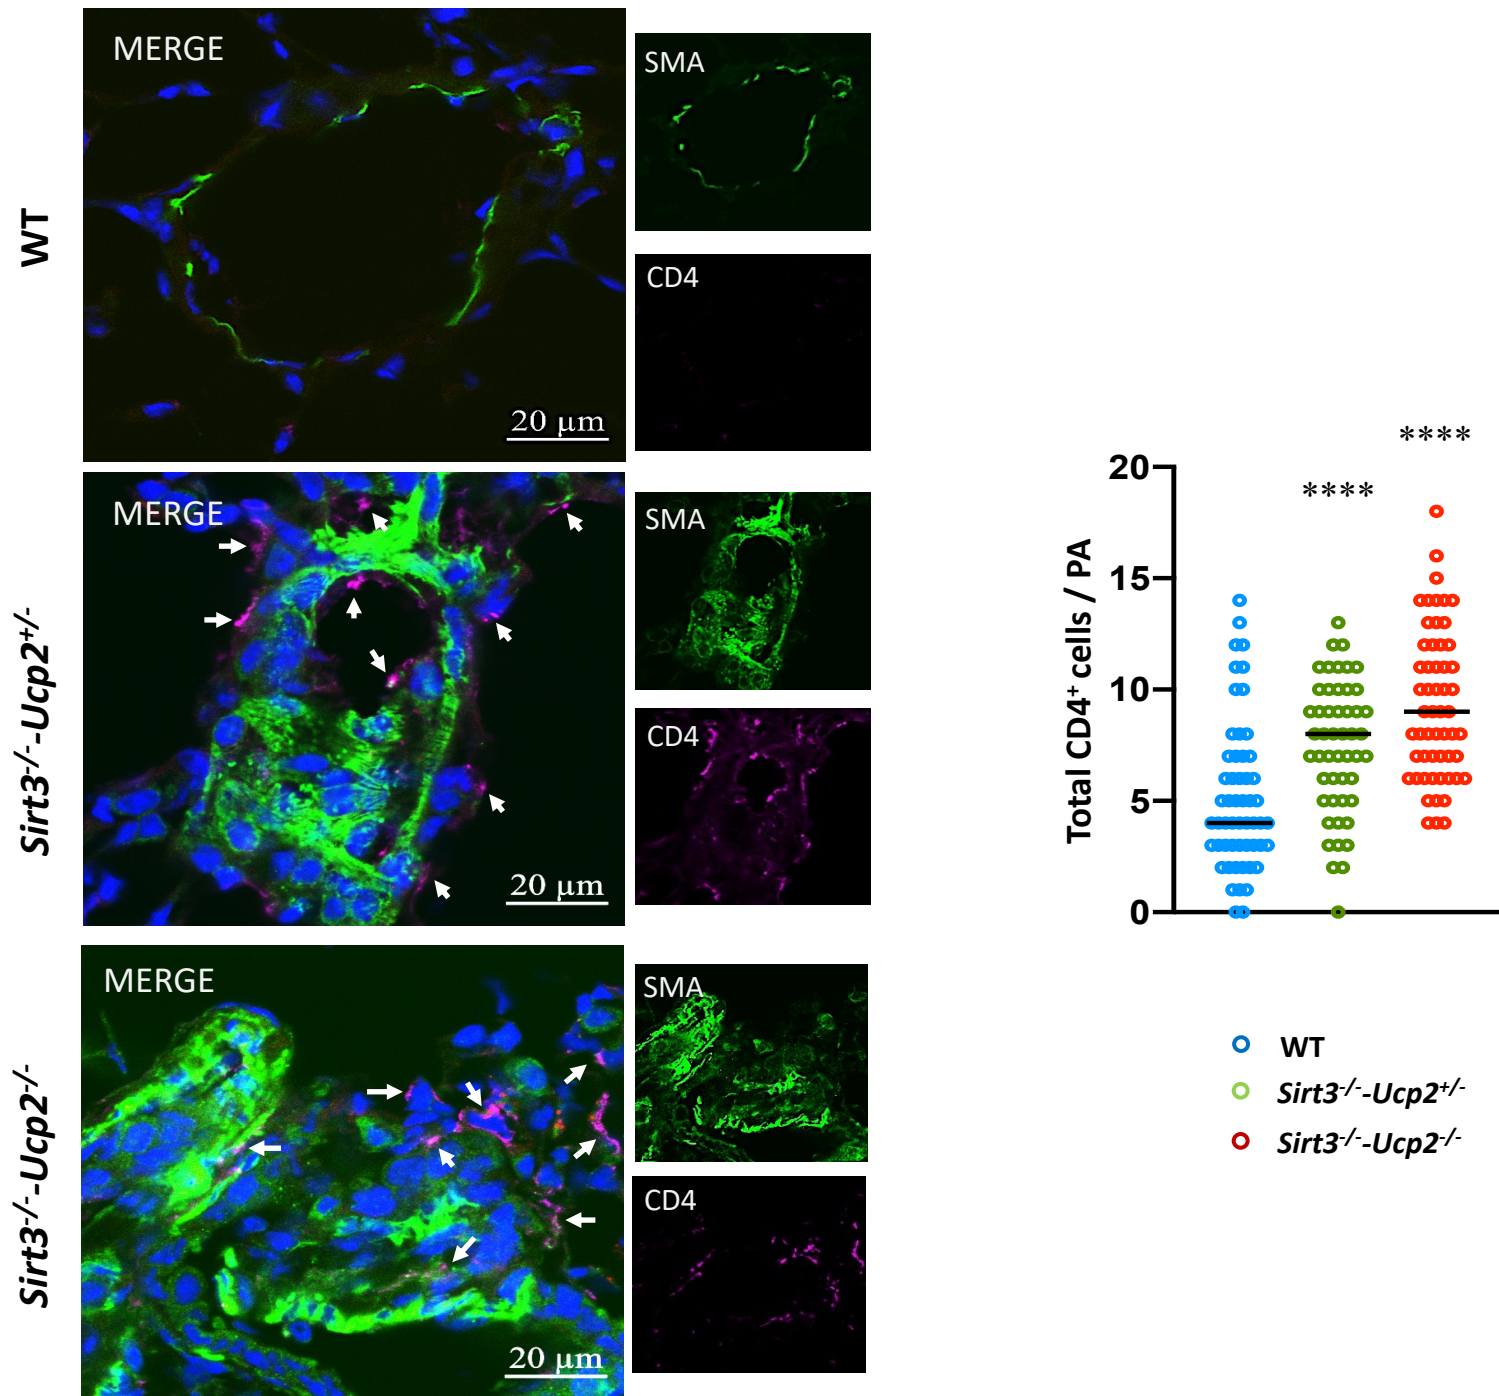 WT
MERGE
20 µm
SMA
CD4
Sirt3-/--Ucp2+/-
MERGE
20 µm
SMA
CD4
Sirt3-/--Ucp2-/-
MERGE
20 µm
SMA
CD4
Total CD4+ cells / PA
20
15
10
5
0
****
****
WT
Sirt3-/--Ucp2+/-
Sirt3-/--Ucp2-/-